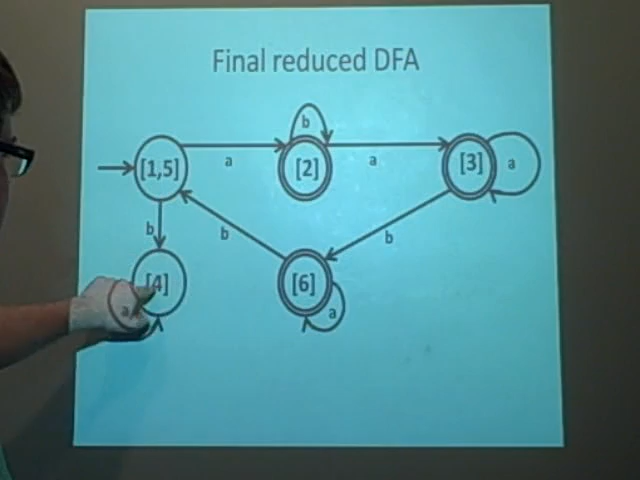 Final reduced DFA
b
[1,5] a [2] a [3] a
b b b
[4] [6]
a a